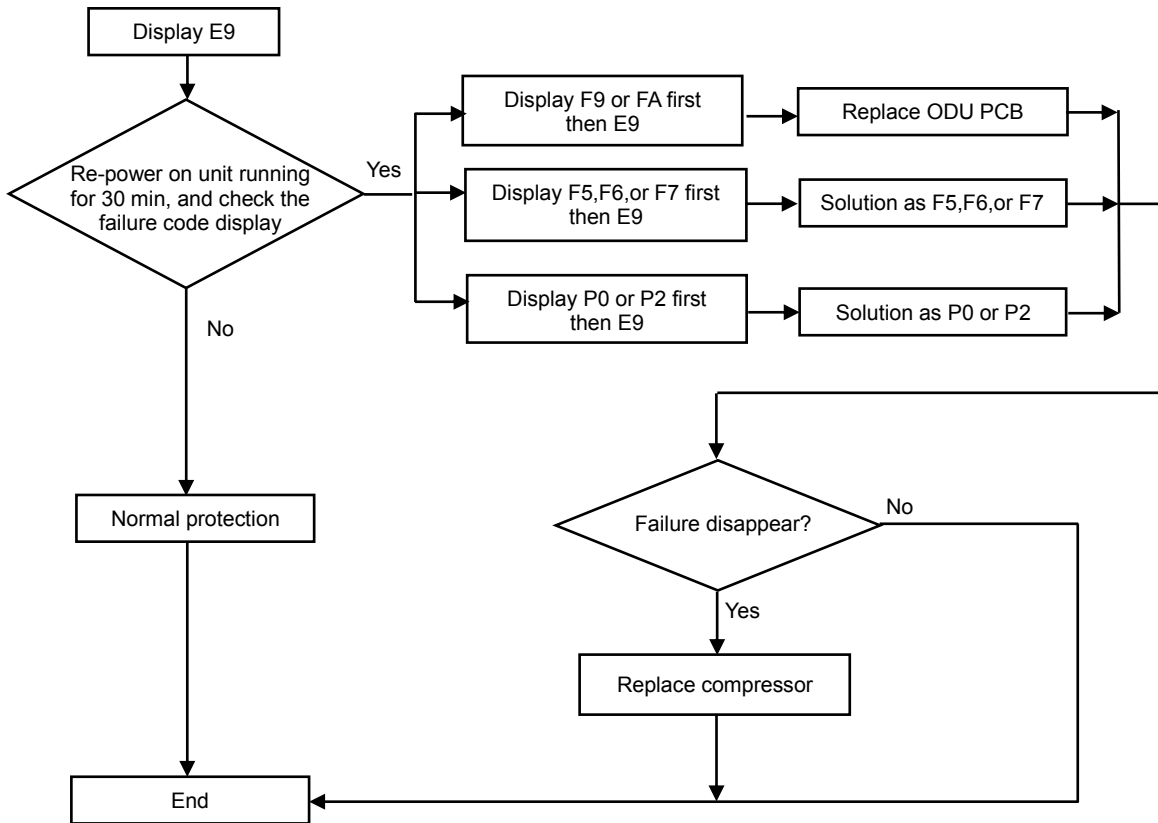 Display E9
Re-power on unit running
for 30 min, and check the
failure code display
Yes
No
Display F9 or FA first
then E9
Replace ODU PCB
Display F5,F6,or F7 first
then E9
Solution as F5,F6,or F7
Display P0 or P2 first
then E9
Solution as P0 or P2
Normal protection
Failure disappear?
No
Yes
Replace compressor
End